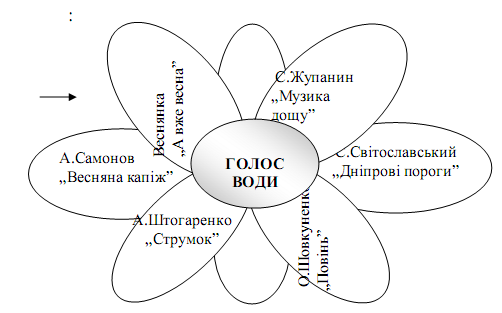 :
Веснянка
„А вже весна”
С.Жупанин
„Музика
дощу”
А.Самонов
„Весняна капіж”
ГОЛОС
ВОДИ
С.Світославський
„Дніпрові пороги”
А.Штогаренко
„Струмок”
О.Шовкуненко
„Повінь”